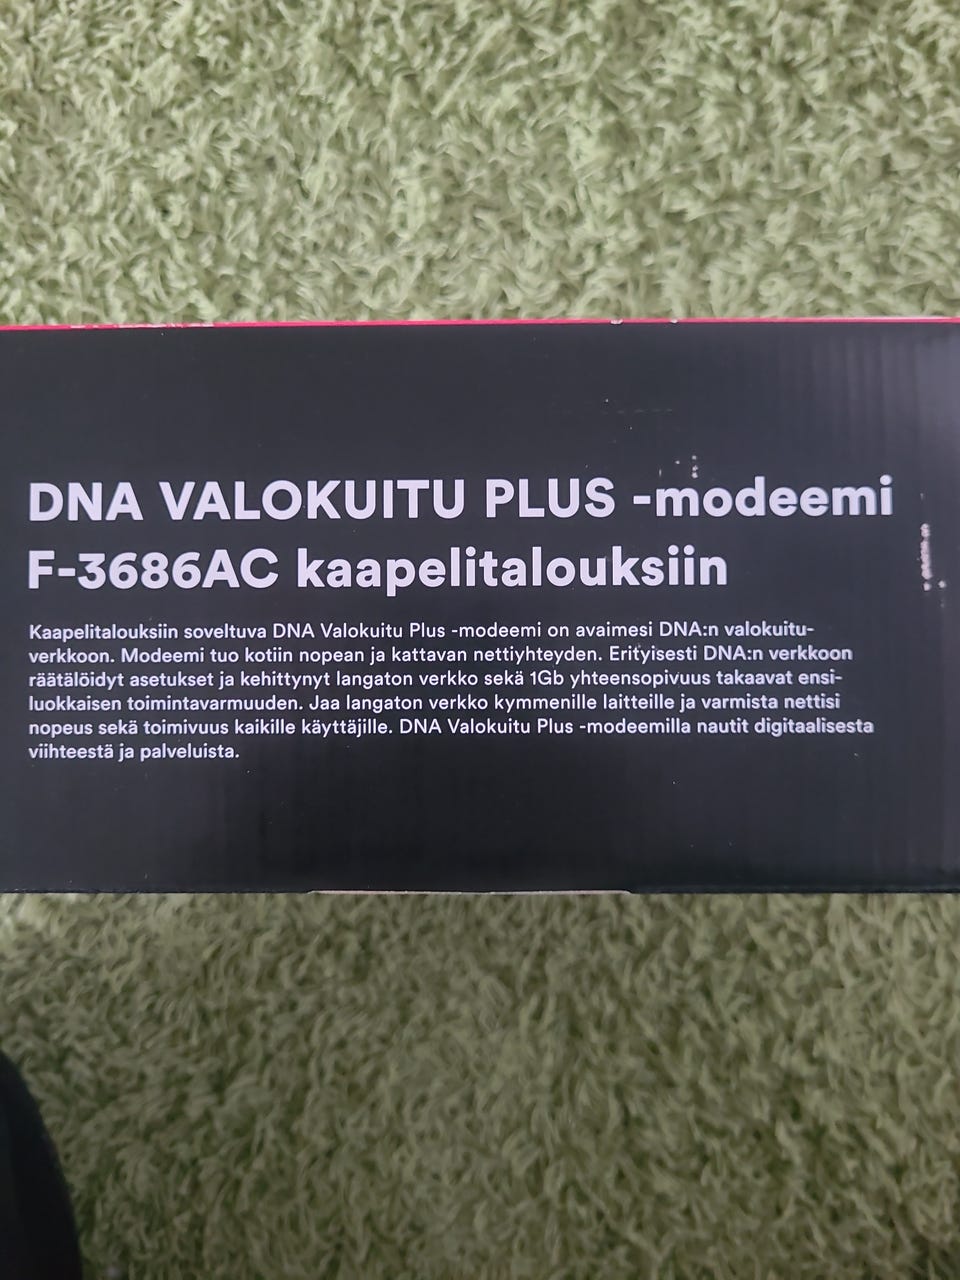 DNA VALOKUITU PLUS -modeemi
F-3686AC kaapelitalouksiin
Kaapelitalouksiin soveltuva DNA Valokuitu Plus -modeemi on avaimesi DNA:n valokuitu-
verkkoon. Modeemi tuo kotiin nopean ja kattavan nettiyhteyden. Erityisesti DNA:n verkkoon
räätälöidyt asetukset ja kehittynyt langaton verkko sekä 1Gb yhteensopivuus takaavat ensi-
luokkaisen toimintavarmuuden. Jaa langaton verkko kymmenille laitteille ja varmista nettisi
nopeus sekä toimivuus kaikille käyttäjille. DNA Valokuitu Plus -modeemilla nautit digitaalisesta
viihteestä ja palveluista.